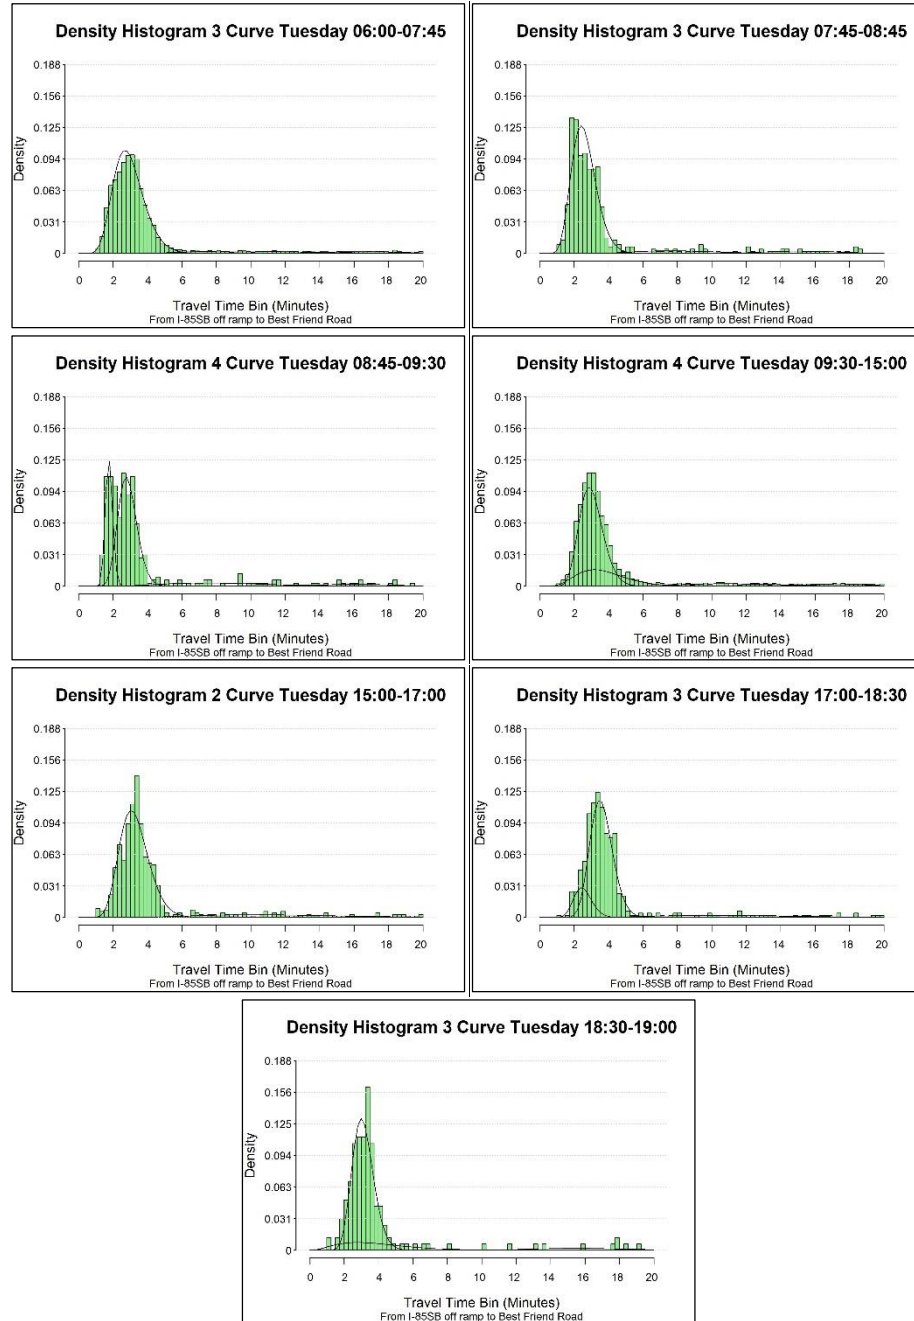 Density Histogram 3 Curve Tuesday 06:00-07:45
0.188
0.156
0.125
0.094
0.063
0.031
0
Density
0 2 4 6 8 10 12 14 16 18 20
Travel Time Bin (Minutes)
From I-85SB off ramp to Best Friend Road
Density Histogram 3 Curve Tuesday 07:45-08:45
0.188
0.156
0.125
0.094
0.063
0.031
0
Density
0 2 4 6 8 10 12 14 16 18 20
Travel Time Bin (Minutes)
From I-85SB off ramp to Best Friend Road
Density Histogram 4 Curve Tuesday 08:45-09:30
0.188
0.156
0.125
0.094
0.063
0.031
0
Density
0 2 4 6 8 10 12 14 16 18 20
Travel Time Bin (Minutes)
From I-85SB off ramp to Best Friend Road
Density Histogram 4 Curve Tuesday 09:30-15:00
0.188
0.156
0.125
0.094
0.063
0.031
0
Density
0 2 4 6 8 10 12 14 16 18 20
Travel Time Bin (Minutes)
From I-85SB off ramp to Best Friend Road
Density Histogram 2 Curve Tuesday 15:00-17:00
0.188
0.156
0.125
0.094
0.063
0.031
0
Density
0 2 4 6 8 10 12 14 16 18 20
Travel Time Bin (Minutes)
From I-85SB off ramp to Best Friend Road
Density Histogram 3 Curve Tuesday 17:00-18:30
0.188
0.156
0.125
0.094
0.063
0.031
0
Density
0 2 4 6 8 10 12 14 16 18 20
Travel Time Bin (Minutes)
From I-85SB off ramp to Best Friend Road
Density Histogram 3 Curve Tuesday 18:30-19:00
0.188
0.156
0.125
0.094
0.063
0.031
0
Density
0 2 4 6 8 10 12 14 16 18 20
Travel Time Bin (Minutes)
From I-85SB off ramp to Best Friend Road